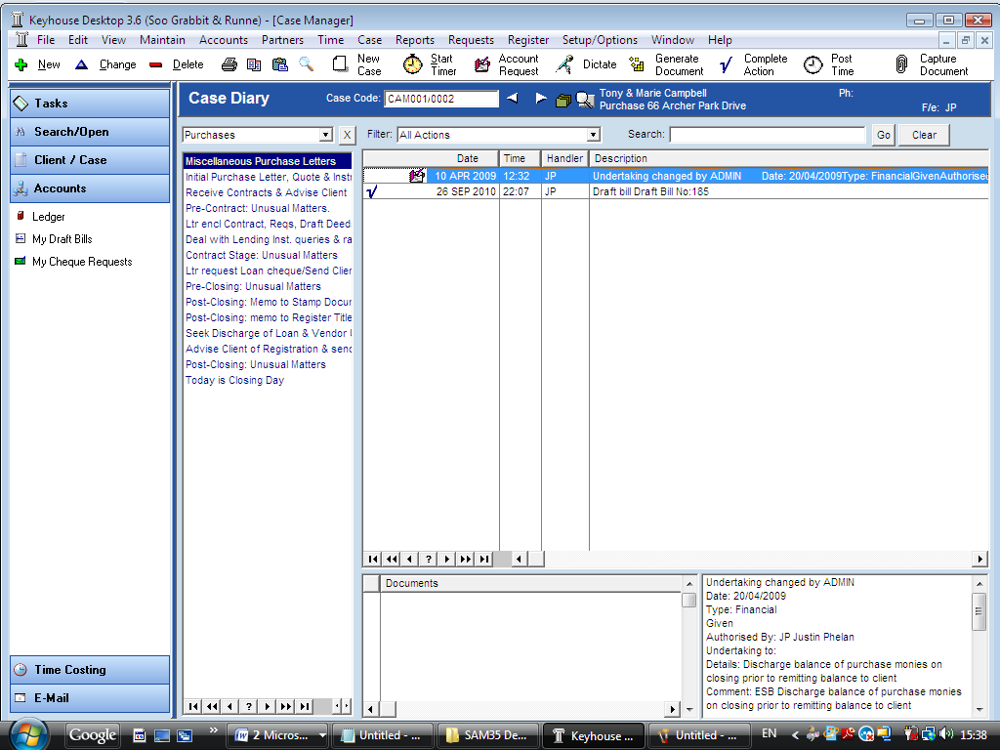 Keyhouse Desktop 3.6 (Soo Grabbit & Runne) - [Case Manager]
File Edit View Maintain Accounts Partners Time Case Reports Requests Register Setup/Options Window Help
New Change Delete New Case Start Timer Account Request Dictate Generate Document Complete Action Post Time Capture Document
Tasks
Search/Open
Client / Case
Accounts
Ledger
My Draft Bills
My Cheque Requests
Time Costing
E-Mail
Case Diary Case Code: CAM001/0002
Tony & Marie Campbell
Purchase 66 Archer Park Drive
Ph:
F/e: JP
Purchases X Filter: All Actions Search: Go Clear
Miscellaneous Purchase Letters
Initial Purchase Letter, Quote & Instr
Receive Contracts & Advise Client
Pre-Contract: Unusual Matters.
Ltr encl Contract, Reqs, Draft Deed
Deal with Lending Inst. queries & ra
Contract Stage: Unusual Matters
Ltr request Loan cheque/Send Clien
Pre-Closing: Unusual Matters
Post-Closing: Memo to Stamp Docum
Post-Closing: memo to Register Title
Seek Discharge of Loan & Vendor
Advise Client of Registration & send
Post-Closing: Unusual Matters
Today is Closing Day
Date Time Handler Description
10 APR 2009 12:32 JP Undertaking changed by ADMIN Date: 20/04/2009Type: FinancialGivenAuthorise
26 SEP 2010 22:07 JP Draft bill Draft Bill No:185
?
?
Documents
Undertaking changed by ADMIN
Date: 20/04/2009
Type: Financial
Given
Authorised By: JP Justin Phelan
Undertaking to:
Details: Discharge balance of purchase monies on
closing prior to remitting balance to client
Comment: ESB Discharge balance of purchase monies
on closing prior to remitting balance to client
Google » 2 Micros... Untitled - ... SAM35 De... Keyhouse ... Untitled - ... EN < 15:38